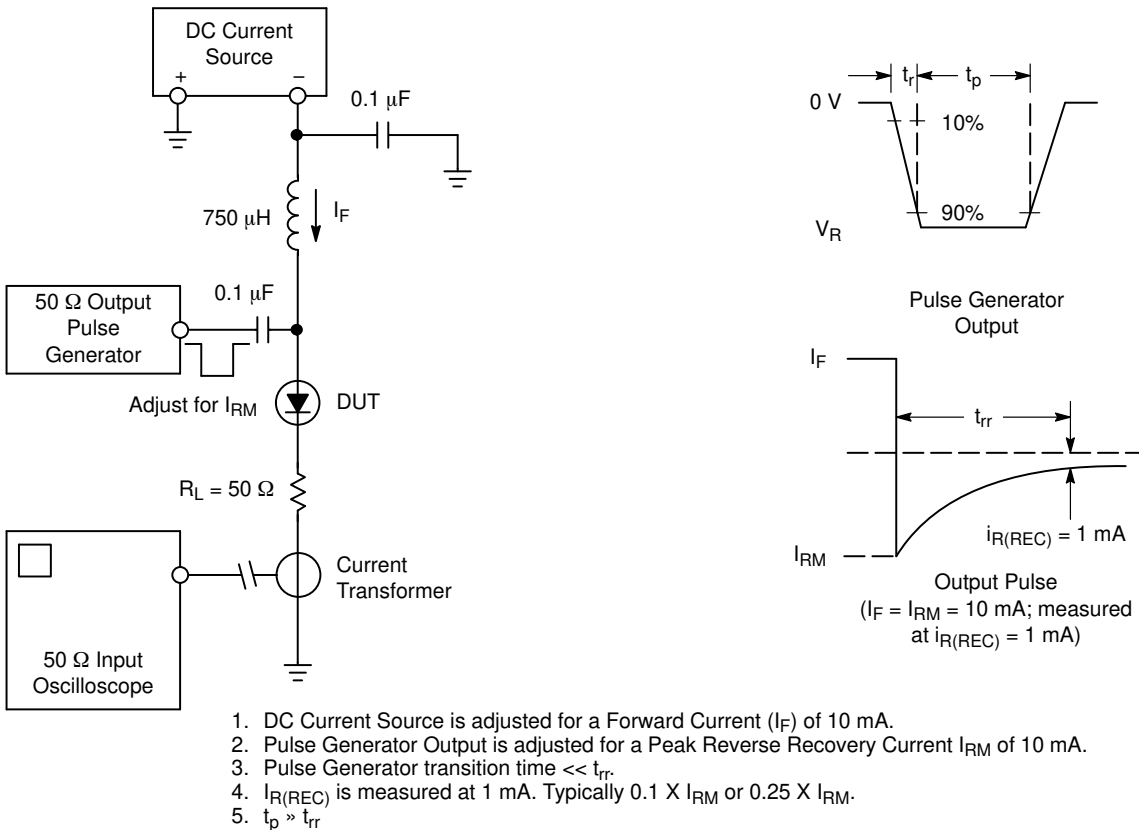 DC Current
Source
+ −
0.1 μF
750 μH
I_F
50 Ω Output
Pulse
Generator
0.1 μF
Adjust for I_RM
DUT
R_L = 50 Ω
Current
Transformer
50 Ω Input
Oscilloscope
t_r t_p
0 V
10%
90%
V_R
Pulse Generator
Output
I_F
t_rr
i_R(REC) = 1 mA
I_RM
Output Pulse
(I_F = I_RM = 10 mA; measured
at i_R(REC) = 1 mA)
1. DC Current Source is adjusted for a Forward Current (I_F) of 10 mA.
2. Pulse Generator Output is adjusted for a Peak Reverse Recovery Current I_RM of 10 mA.
3. Pulse Generator transition time << t_rr.
4. I_R(REC) is measured at 1 mA. Typically 0.1 X I_RM or 0.25 X I_RM.
5. t_p » t_rr